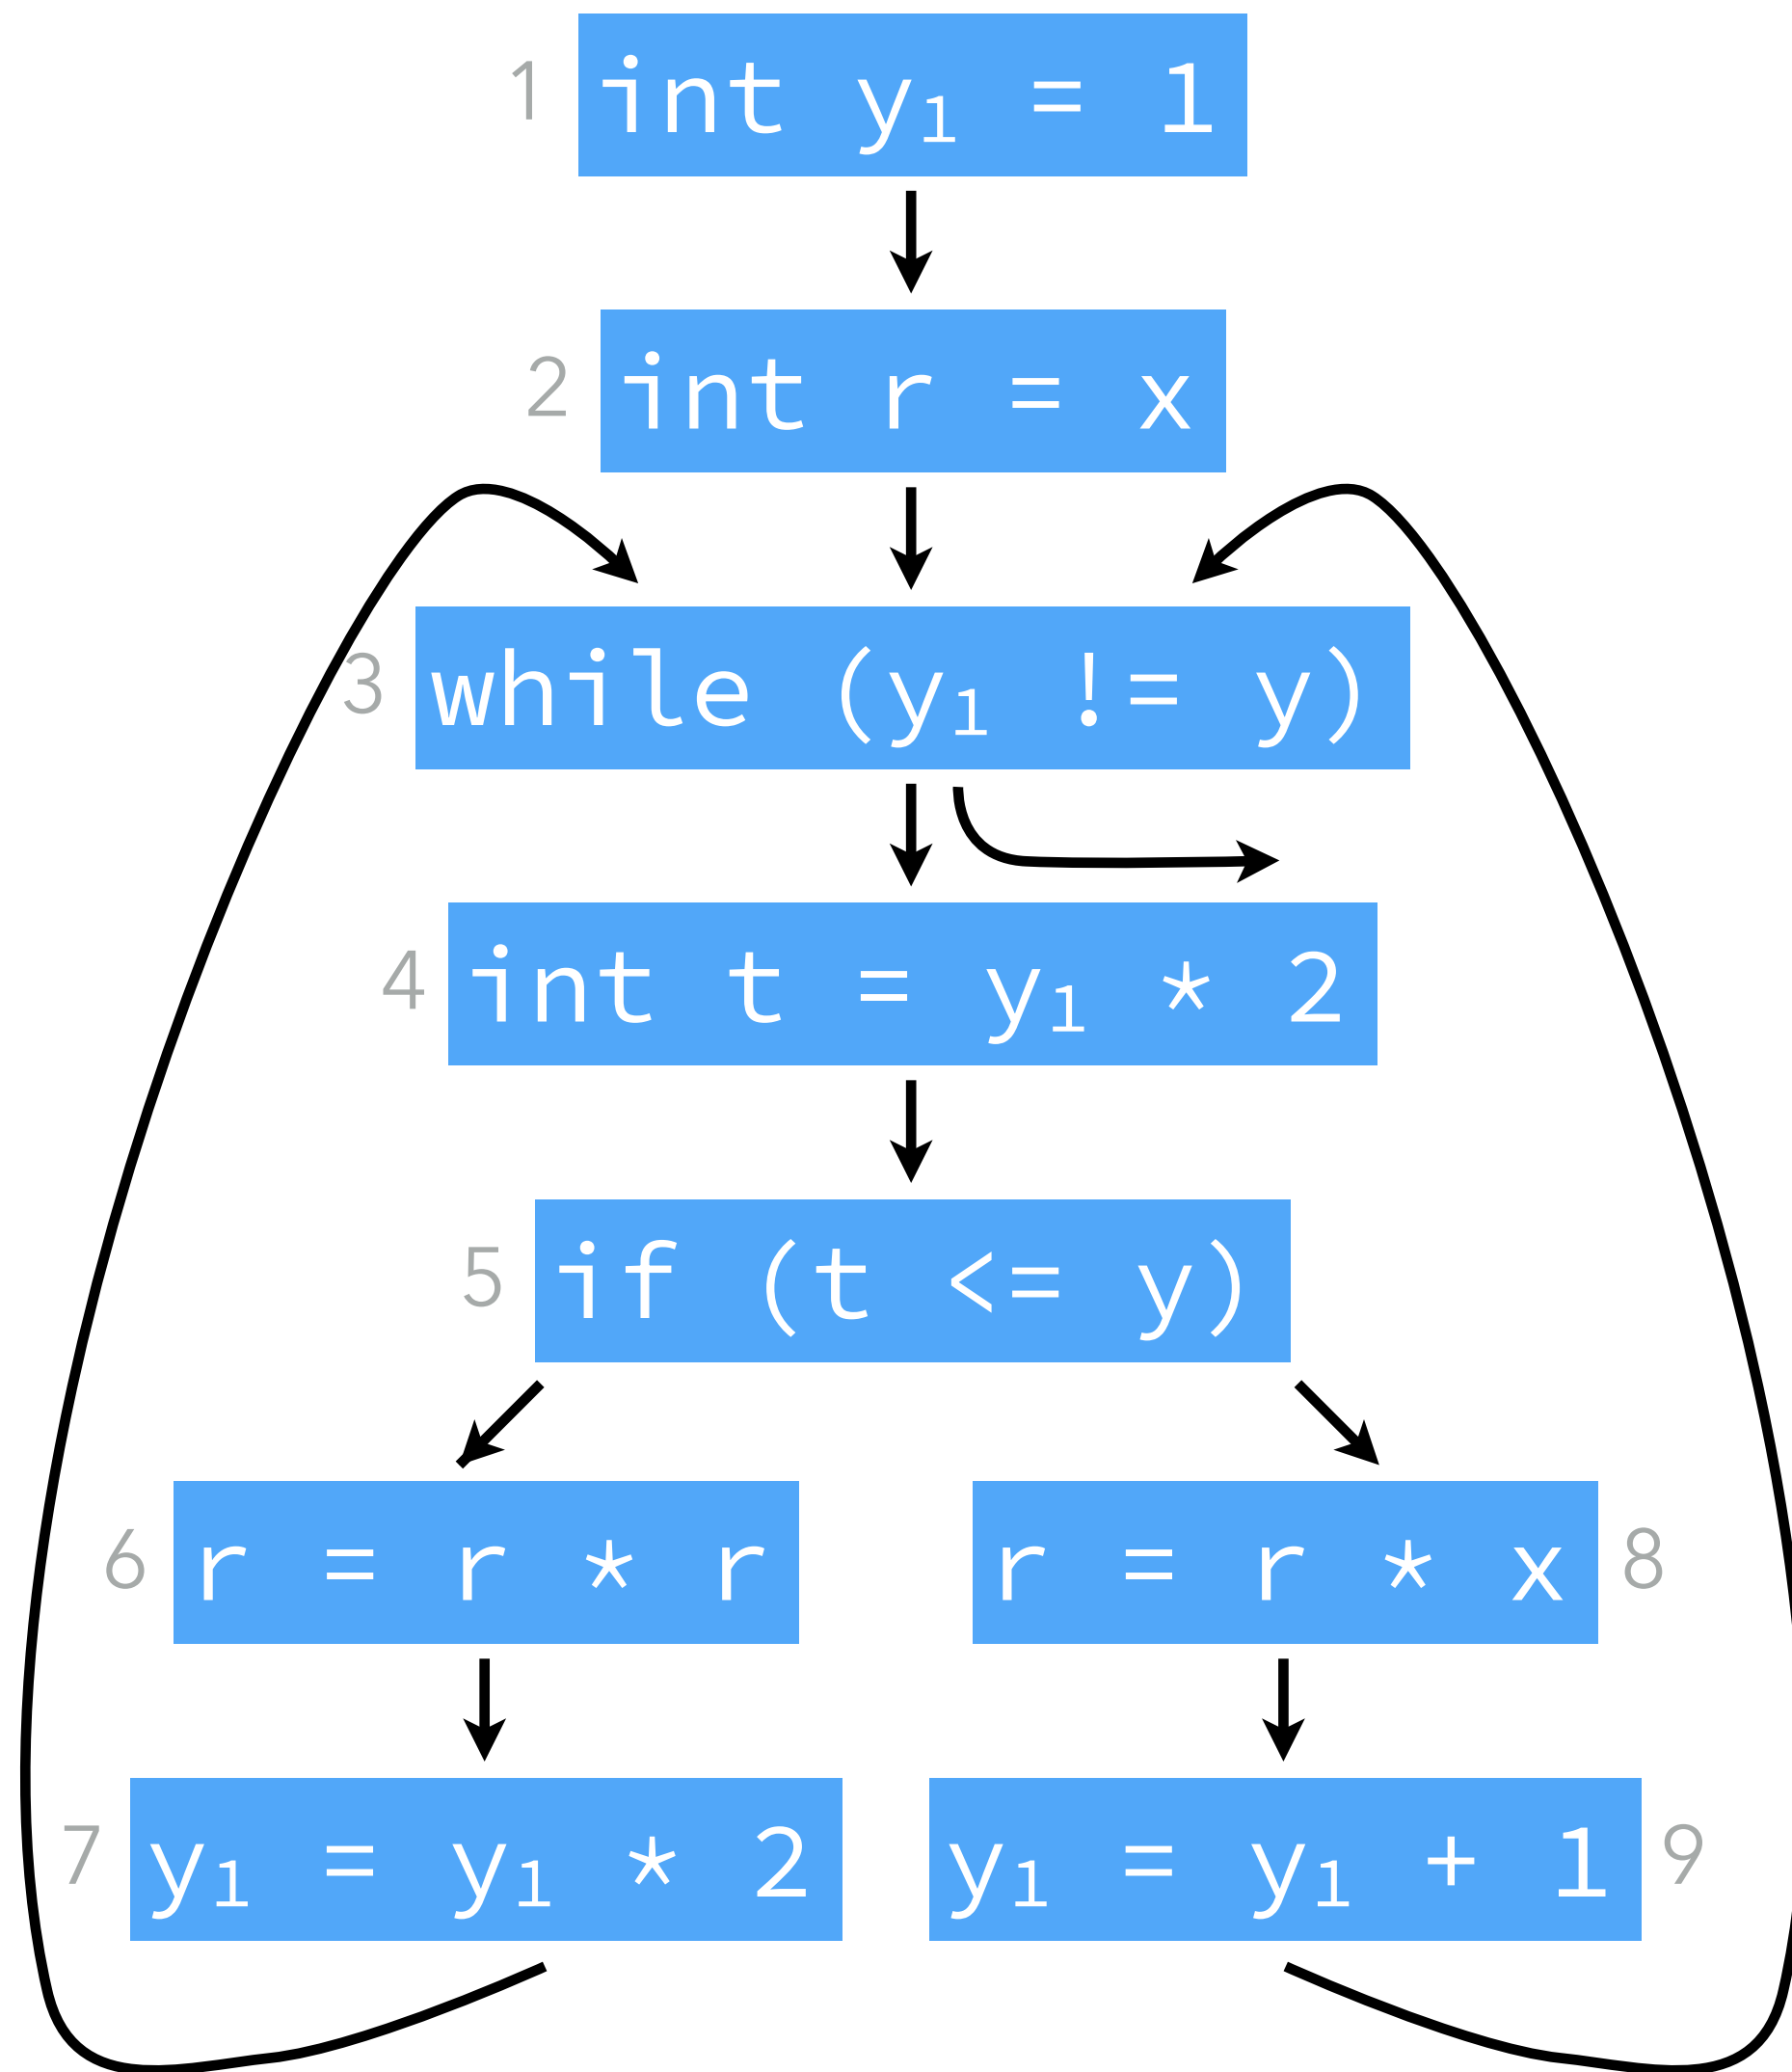 1 int y₁ = 1
2 int r = x
3 while (y₁ != y)
4 int t = y₁ * 2
5 if (t <= y)
6 r = r * r
r = r * x 8
7 y₁ = y₁ * 2
y₁ = y₁ + 1 9